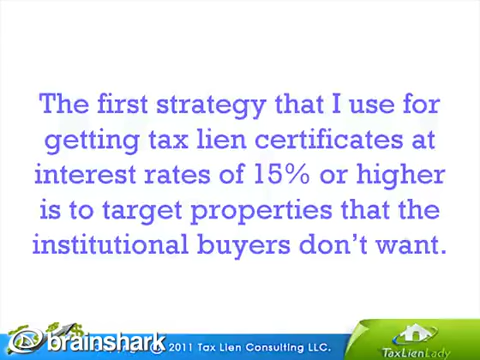 The first strategy that I use for
getting tax lien certificates at
interest rates of 15% or higher
is to target properties that the
institutional buyers don't want.
brainshark
2011 Tax Lien Consulting LLC.
TaxLienLady